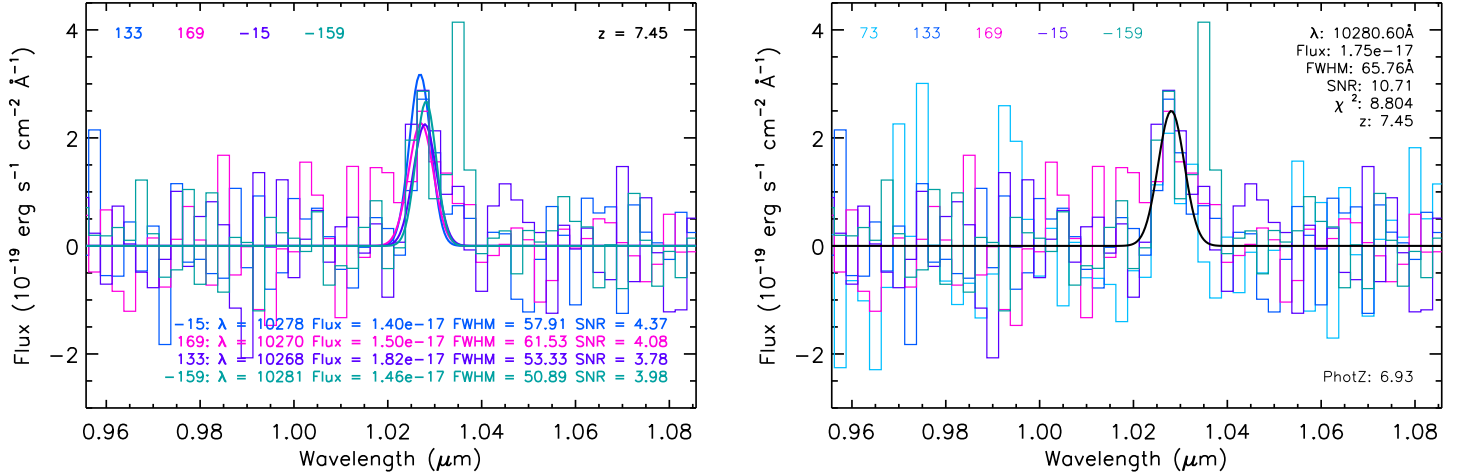 133 169 -15 -159 z = 7.45
4
2
0
-2
Flux (10⁻¹⁹ erg s⁻¹ cm⁻² Å⁻¹)
-15: λ = 10278 Flux = 1.40e-17 FWHM = 57.91 SNR = 4.37
169: λ = 10270 Flux = 1.50e-17 FWHM = 61.53 SNR = 4.08
133: λ = 10268 Flux = 1.82e-17 FWHM = 53.33 SNR = 3.78
-159: λ = 10281 Flux = 1.46e-17 FWHM = 50.89 SNR = 3.98
0.96 0.98 1.00 1.02 1.04 1.06 1.08
Wavelength (μm)
73 133 169 -15 -159
λ: 10280.60Å
Flux: 1.75e-17
FWHM: 65.76Å
SNR: 10.71
χ²: 8.804
z: 7.45
4
2
0
-2
Flux (10⁻¹⁹ erg s⁻¹ cm⁻² Å⁻¹)
PhotZ: 6.93
0.96 0.98 1.00 1.02 1.04 1.06 1.08
Wavelength (μm)